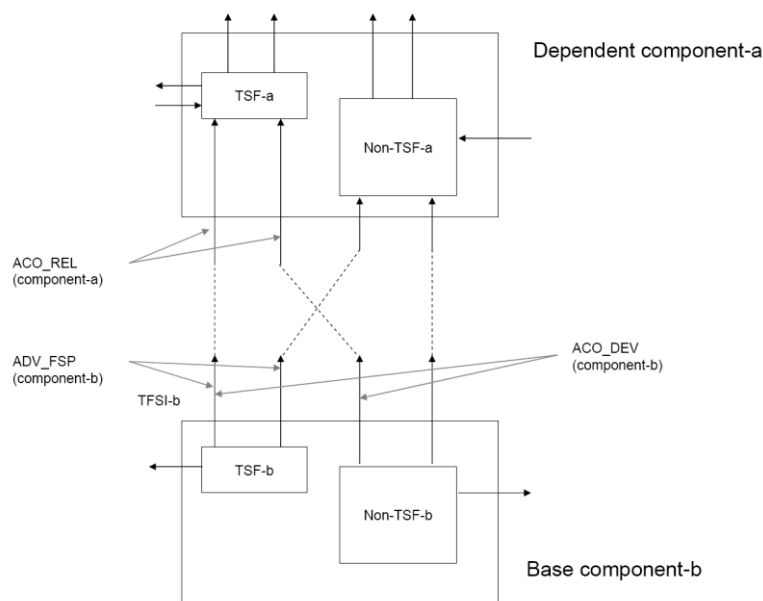 Dependent component-a
TSF-a
Non-TSF-a
ACO_REL
(component-a)
ADV_FSP
(component-b)
ACO_DEV
(component-b)
TFSI-b
TSF-b
Non-TSF-b
Base component-b